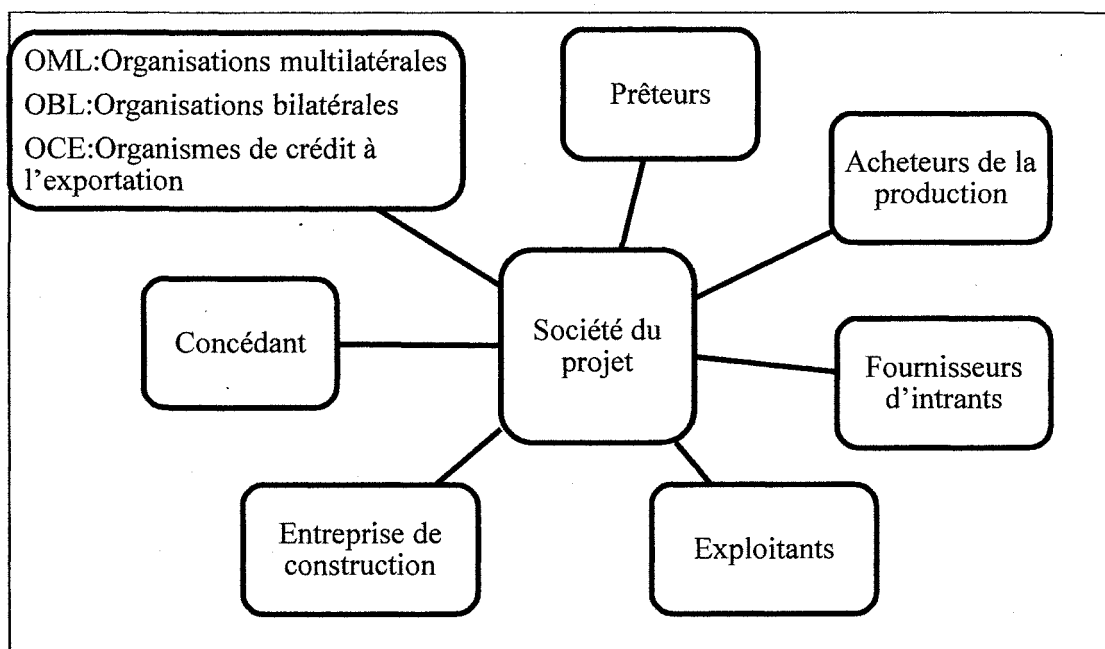 OML:Organisations multilatérales
OBL:Organisations bilatérales
OCE:Organismes de crédit à
l'exportation
Prêteurs
Acheteurs de la
production
Concédant
Société du
projet
Fournisseurs
d'intrants
Entreprise de
construction
Exploitants